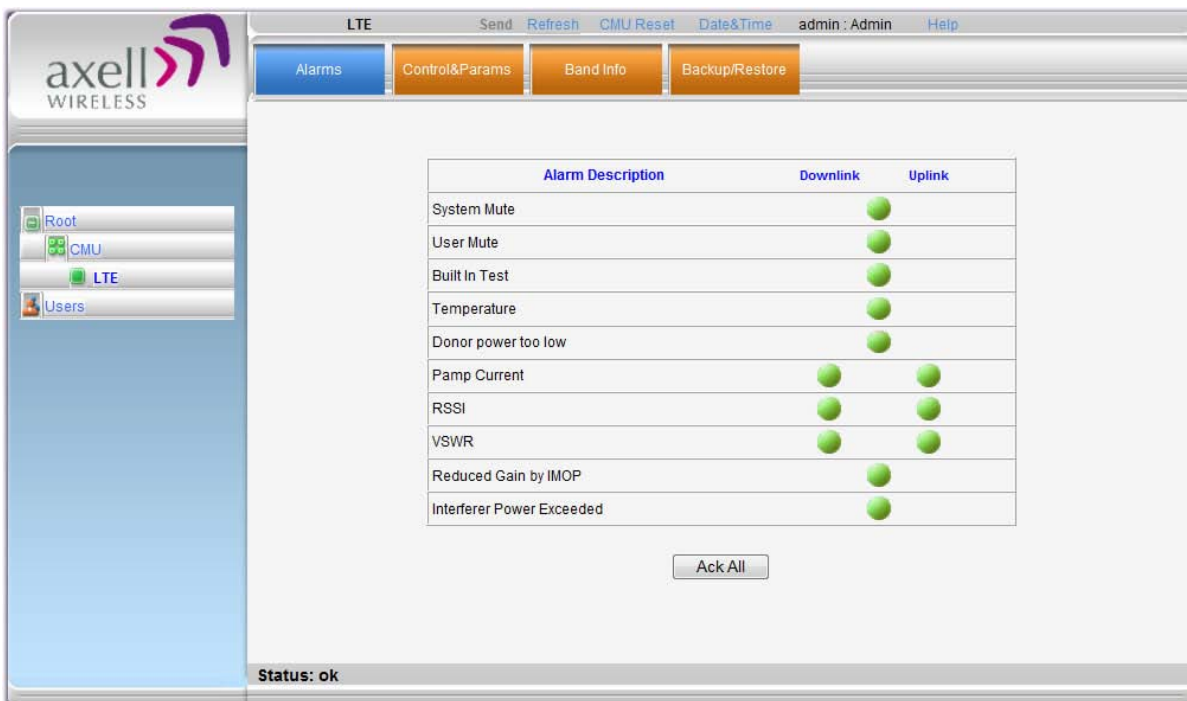 axell
WIRELESS
LTE Send Refresh CMU Reset Date&Time admin : Admin Help
Alarms Control&Params Band Info Backup/Restore
Root
CMU
LTE
Users
Alarm Description Downlink Uplink
System Mute
User Mute
Built In Test
Temperature
Donor power too low
Pamp Current
RSSI
VSWR
Reduced Gain by IMOP
Interferer Power Exceeded
Ack All
Status: ok